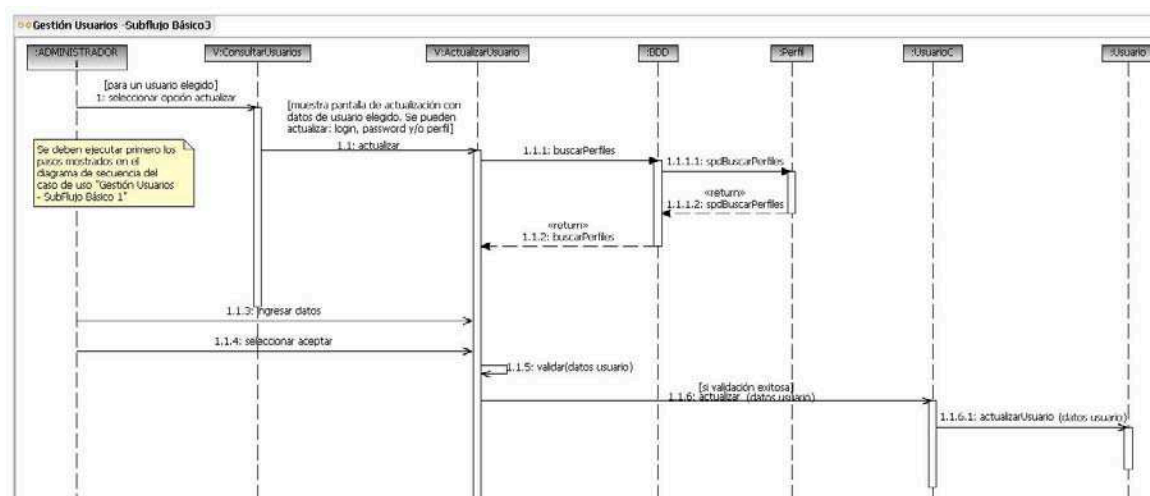 Gestión Usuarios -Subflujo Básico3
:ADMINISTRADOR
V:ConsultarUsuarios
V:ActualizarUsuario
:BDD
:Perfil
:UsuarioC
:Usuario
[para un usuario elegido]
1: seleccionar opción actualizar
[muestra pantalla de actualización con
datos de usuario elegido. Se pueden
actualizar: login, password y/o perfil]
1.1: actualizar
Se deben ejecutar primero los
pasos mostrados en el
diagrama de secuencia del
caso de uso "Gestión Usuarios
- SubFlujo Básico 1"
1.1.1: buscarPerfiles
1.1.1.1: spdBuscarPerfiles
«return»
1.1.1.2: spdBuscarPerfiles
«return»
1.1.2: buscarPerfiles
1.1.3: ingresar datos
1.1.4: seleccionar aceptar
1.1.5: validar(datos usuario)
[si validación exitosa]
1.1.6: actualizar (datos usuario)
1.1.6.1: actualizarUsuario (datos usuario)